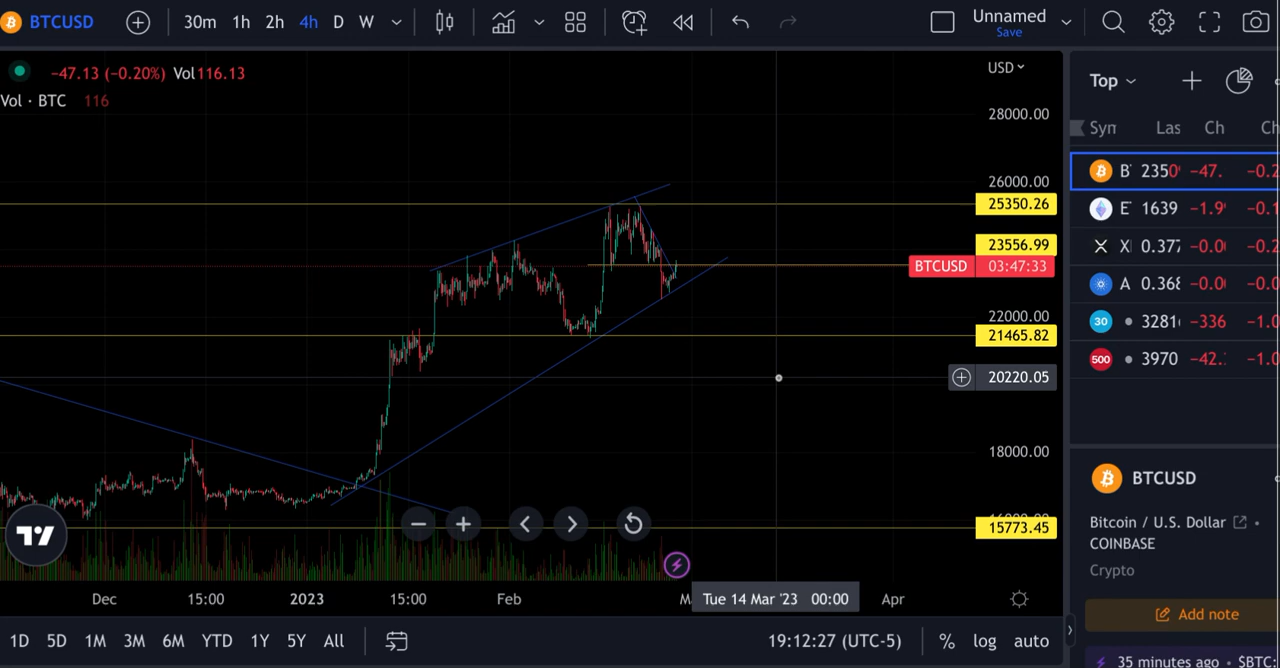 BTCUSD 30m 1h 2h 4h D W Unnamed
Save
−47.13 (−0.20%) Vol 116.13
Vol · BTC 116
USD
28000.00
26000.00
25350.26
23556.99
BTCUSD 03:47:33
22000.00
21465.82
20220.05
18000.00
15773.45
Dec 15:00 2023 15:00 Feb Tue 14 Mar '23 00:00 Apr
1D 5D 1M 3M 6M YTD 1Y 5Y All 19:12:27 (UTC-5) % log auto
Top
Sym Las Ch Ch
B 2350 −47. −0.2
E 1639 −1.9 −0.1
X 0.377 −0.0 −0.2
A 0.368 −0.0 −0.0
30 3281 −336 −1.0
500 3970 −42. −1.0
BTCUSD
Bitcoin / U.S. Dollar
COINBASE
Crypto
Add note
35 minutes ago · $BTC